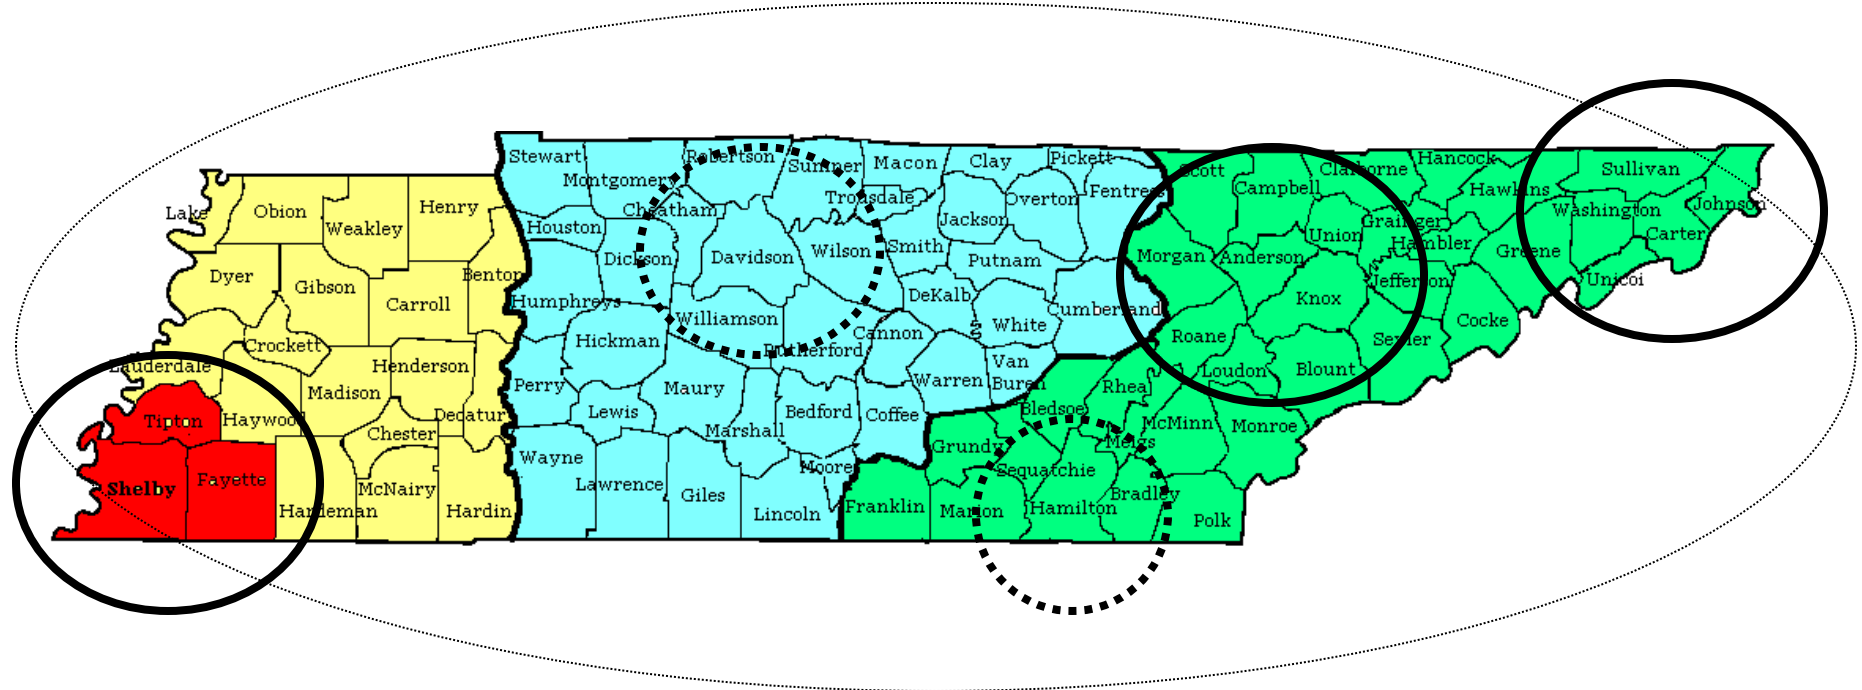 Stewart
Robertson
Sumner
Macon
Clay
Pickett
Scott
Claiborne
Hancock
Sullivan
Montgomery
Trousdale
Overton
Fentress
Campbell
Hawkins
Johnson
Lake
Obion
Weakley
Henry
Cheatham
Houston
Jackson
Grainger
Union
Hambler
Washington
Carter
Dyer
Gibson
Benton
Carroll
Dickson
Davidson
Wilson
Smith
Putnam
Morgan
Anderson
Jefferson
Greene
Unicoi
Humphreys
Williamson
DeKalb
White
Cumberland
Knox
Cocke
Crockett
Hickman
Rutherford
Cannon
Van
Buren
Roane
Sevier
Lauderdale
Henderson
Madison
Perry
Maury
Warren
Rhea
Loudon
Blount
Tipton
Haywood
Chester
Decatur
Lewis
Marshall
Bedford
Coffee
Bledsoe
Meigs
McMinn
Monroe
Shelby
Fayette
Hardeman
McNairy
Hardin
Wayne
Lawrence
Giles
Moore
Lincoln
Grundy
Sequatchie
Franklin
Marion
Hamilton
Bradley
Polk